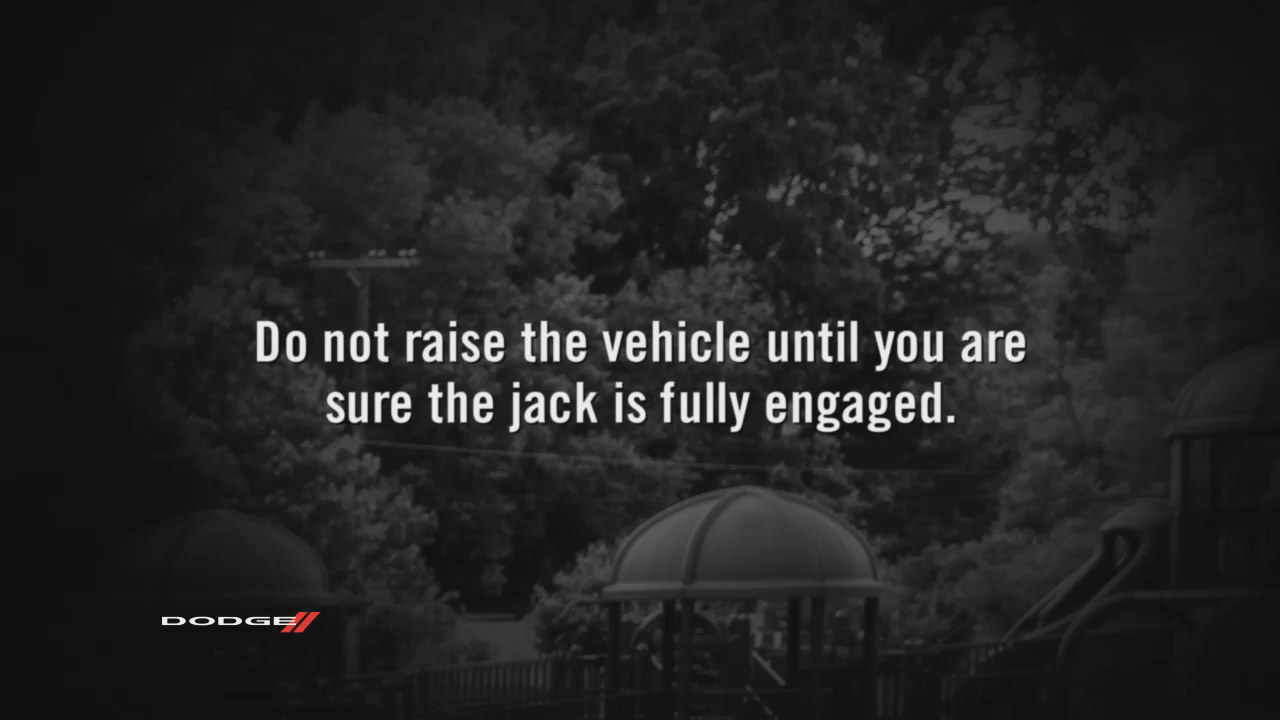 Do not raise the vehicle until you are
sure the jack is fully engaged.
DODGE